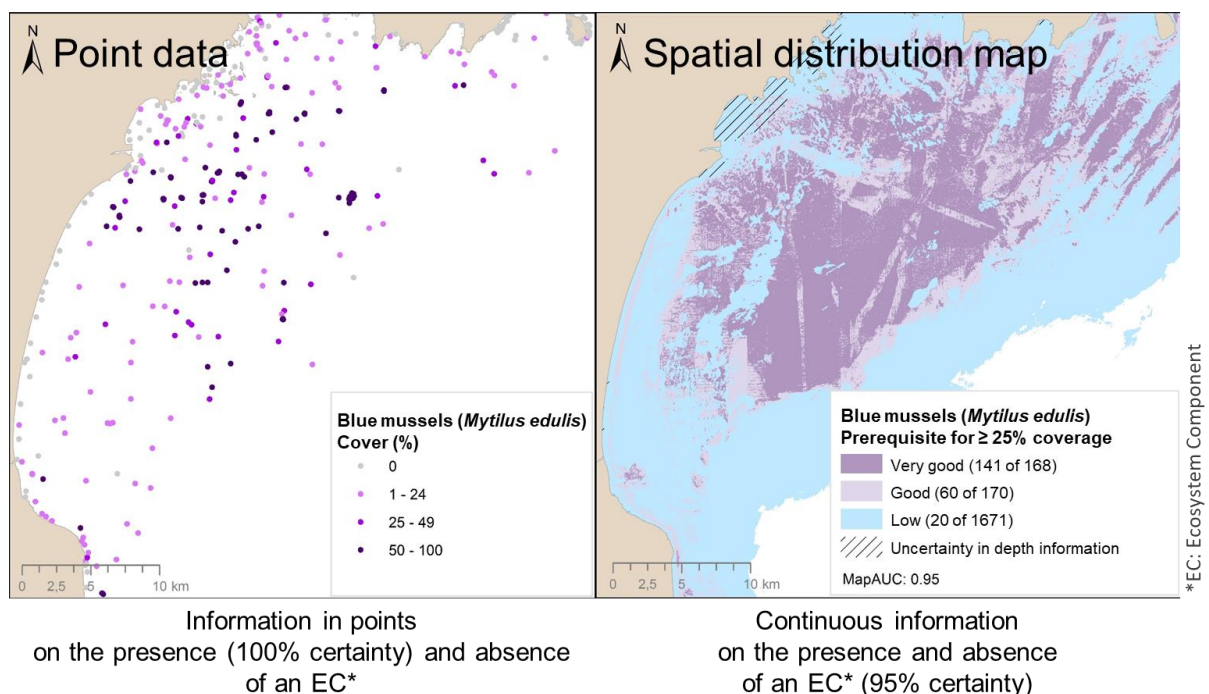 N
Point data
Blue mussels (Mytilus edulis)
Cover (%)
0
1 - 24
25 - 49
50 - 100
0 2,5 5 10 km
Information in points
on the presence (100% certainty) and absence
of an EC*
N
Spatial distribution map
Blue mussels (Mytilus edulis)
Prerequisite for ≥ 25% coverage
Very good (141 of 168)
Good (60 of 170)
Low (20 of 1671)
Uncertainty in depth information
MapAUC: 0.95
0 2,5 5 10 km
Continuous information
on the presence and absence
of an EC* (95% certainty)
*EC: Ecosystem Component